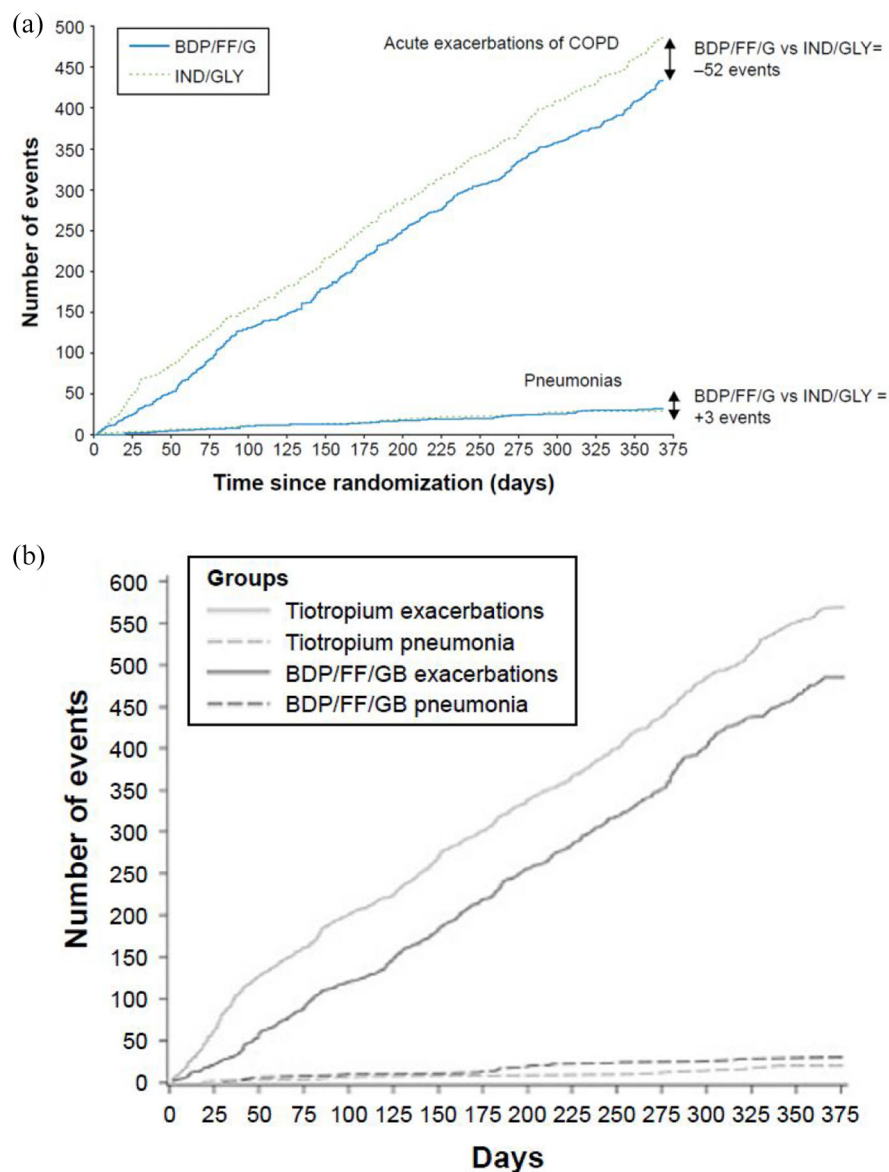 (a)
500
450
400
350
300
250
200
150
100
50
0
Number of events
BDP/FF/G
IND/GLY
Acute exacerbations of COPD
BDP/FF/G vs IND/GLY=
–52 events
Pneumonias
BDP/FF/G vs IND/GLY =
+3 events
0 25 50 75 100 125 150 175 200 225 250 275 300 325 350 375
Time since randomization (days)
(b)
600
550
500
450
400
350
300
250
200
150
100
50
0
Number of events
Groups
Tiotropium exacerbations
Tiotropium pneumonia
BDP/FF/GB exacerbations
BDP/FF/GB pneumonia
0 25 50 75 100 125 150 175 200 225 250 275 300 325 350 375
Days